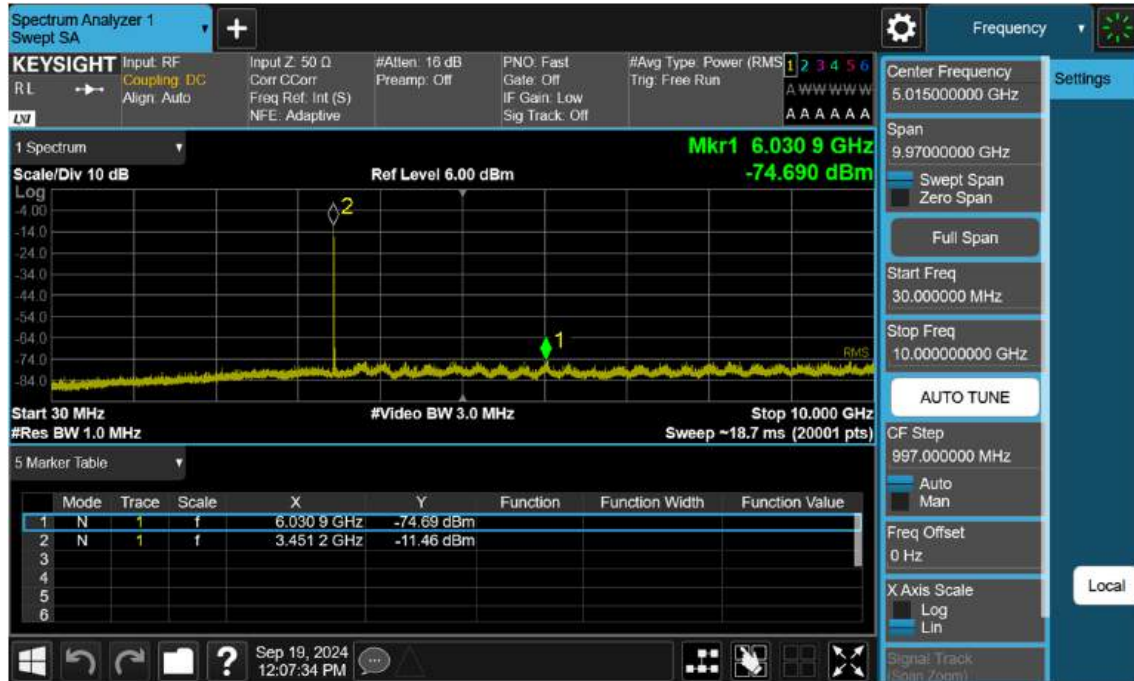 Spectrum Analyzer 1
Swept SA
+
Frequency
KEYSIGHT
RL
LXI
Input: RF
Coupling: DC
Align: Auto
Input Z: 50 Ω
Corr CCorr
Freq Ref: Int (S)
NFE: Adaptive
#Atten: 16 dB
Preamp: Off
PNO: Fast
Gate: Off
IF Gain: Low
Sig Track: Off
#Avg Type: Power (RMS
Trig: Free Run
1 2 3 4 5 6
A W W W W W
A A A A A A
1 Spectrum
Scale/Div 10 dB
Ref Level 6.00 dBm
Mkr1 6.030 9 GHz
-74.690 dBm
Log
-4.00
-14.0
-24.0
-34.0
-44.0
-54.0
-64.0
-74.0
-84.0
2
1
RMS
Start 30 MHz
#Video BW 3.0 MHz
Stop 10.000 GHz
#Res BW 1.0 MHz
Sweep ~18.7 ms (20001 pts)
5 Marker Table
Mode Trace Scale X Y Function Function Width Function Value
1 N 1 f 6.030 9 GHz -74.69 dBm
2 N 1 f 3.451 2 GHz -11.46 dBm
3
4
5
6
?
Sep 19, 2024
12:07:34 PM
Center Frequency
5.015000000 GHz
Span
9.97000000 GHz
Swept Span
Zero Span
Full Span
Start Freq
30.000000 MHz
Stop Freq
10.000000000 GHz
AUTO TUNE
CF Step
997.000000 MHz
Auto
Man
Freq Offset
0 Hz
X Axis Scale
Log
Lin
Signal Track
(Span Zoom)
Settings
Local